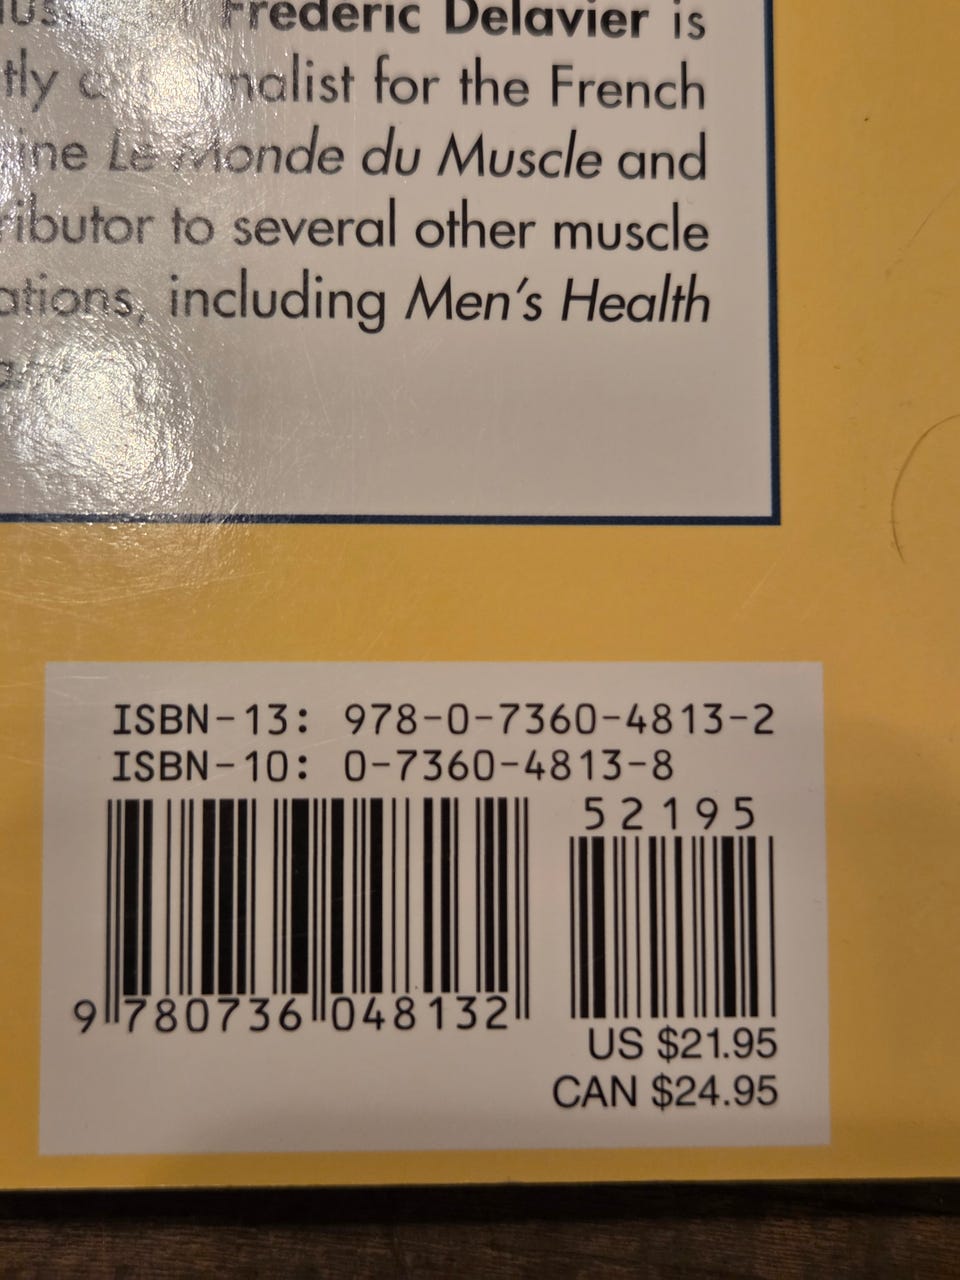 Frédéric Delavier is
for the French
Le Monde du Muscle and
to several other muscle
including Men's Health
ISBN-13: 978-0-7360-4813-2
ISBN-10: 0-7360-4813-8
52195
9 780736 048132
US $21.95
CAN $24.95